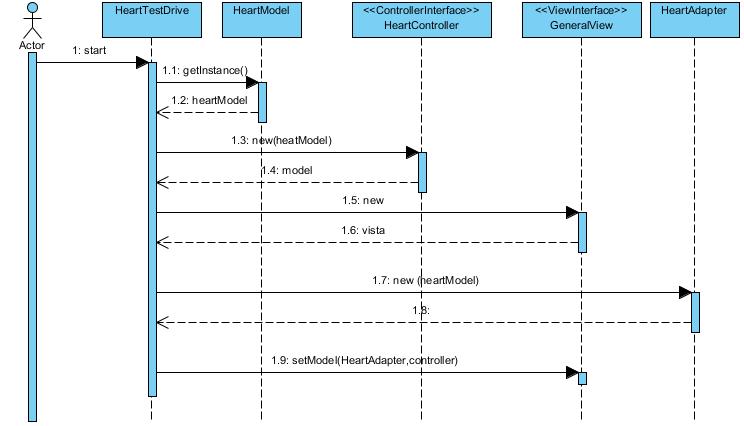 HeartTestDrive
HeartModel
<<ControllerInterface>>
HeartController
<<ViewInterface>>
GeneralView
HeartAdapter
Actor
1: start
1.1: getInstance()
1.2: heartModel
1.3: new(heatModel)
1.4: model
1.5: new
1.6: vista
1.7: new (heartModel)
1.8:
1.9: setModel(HeartAdapter,controller)